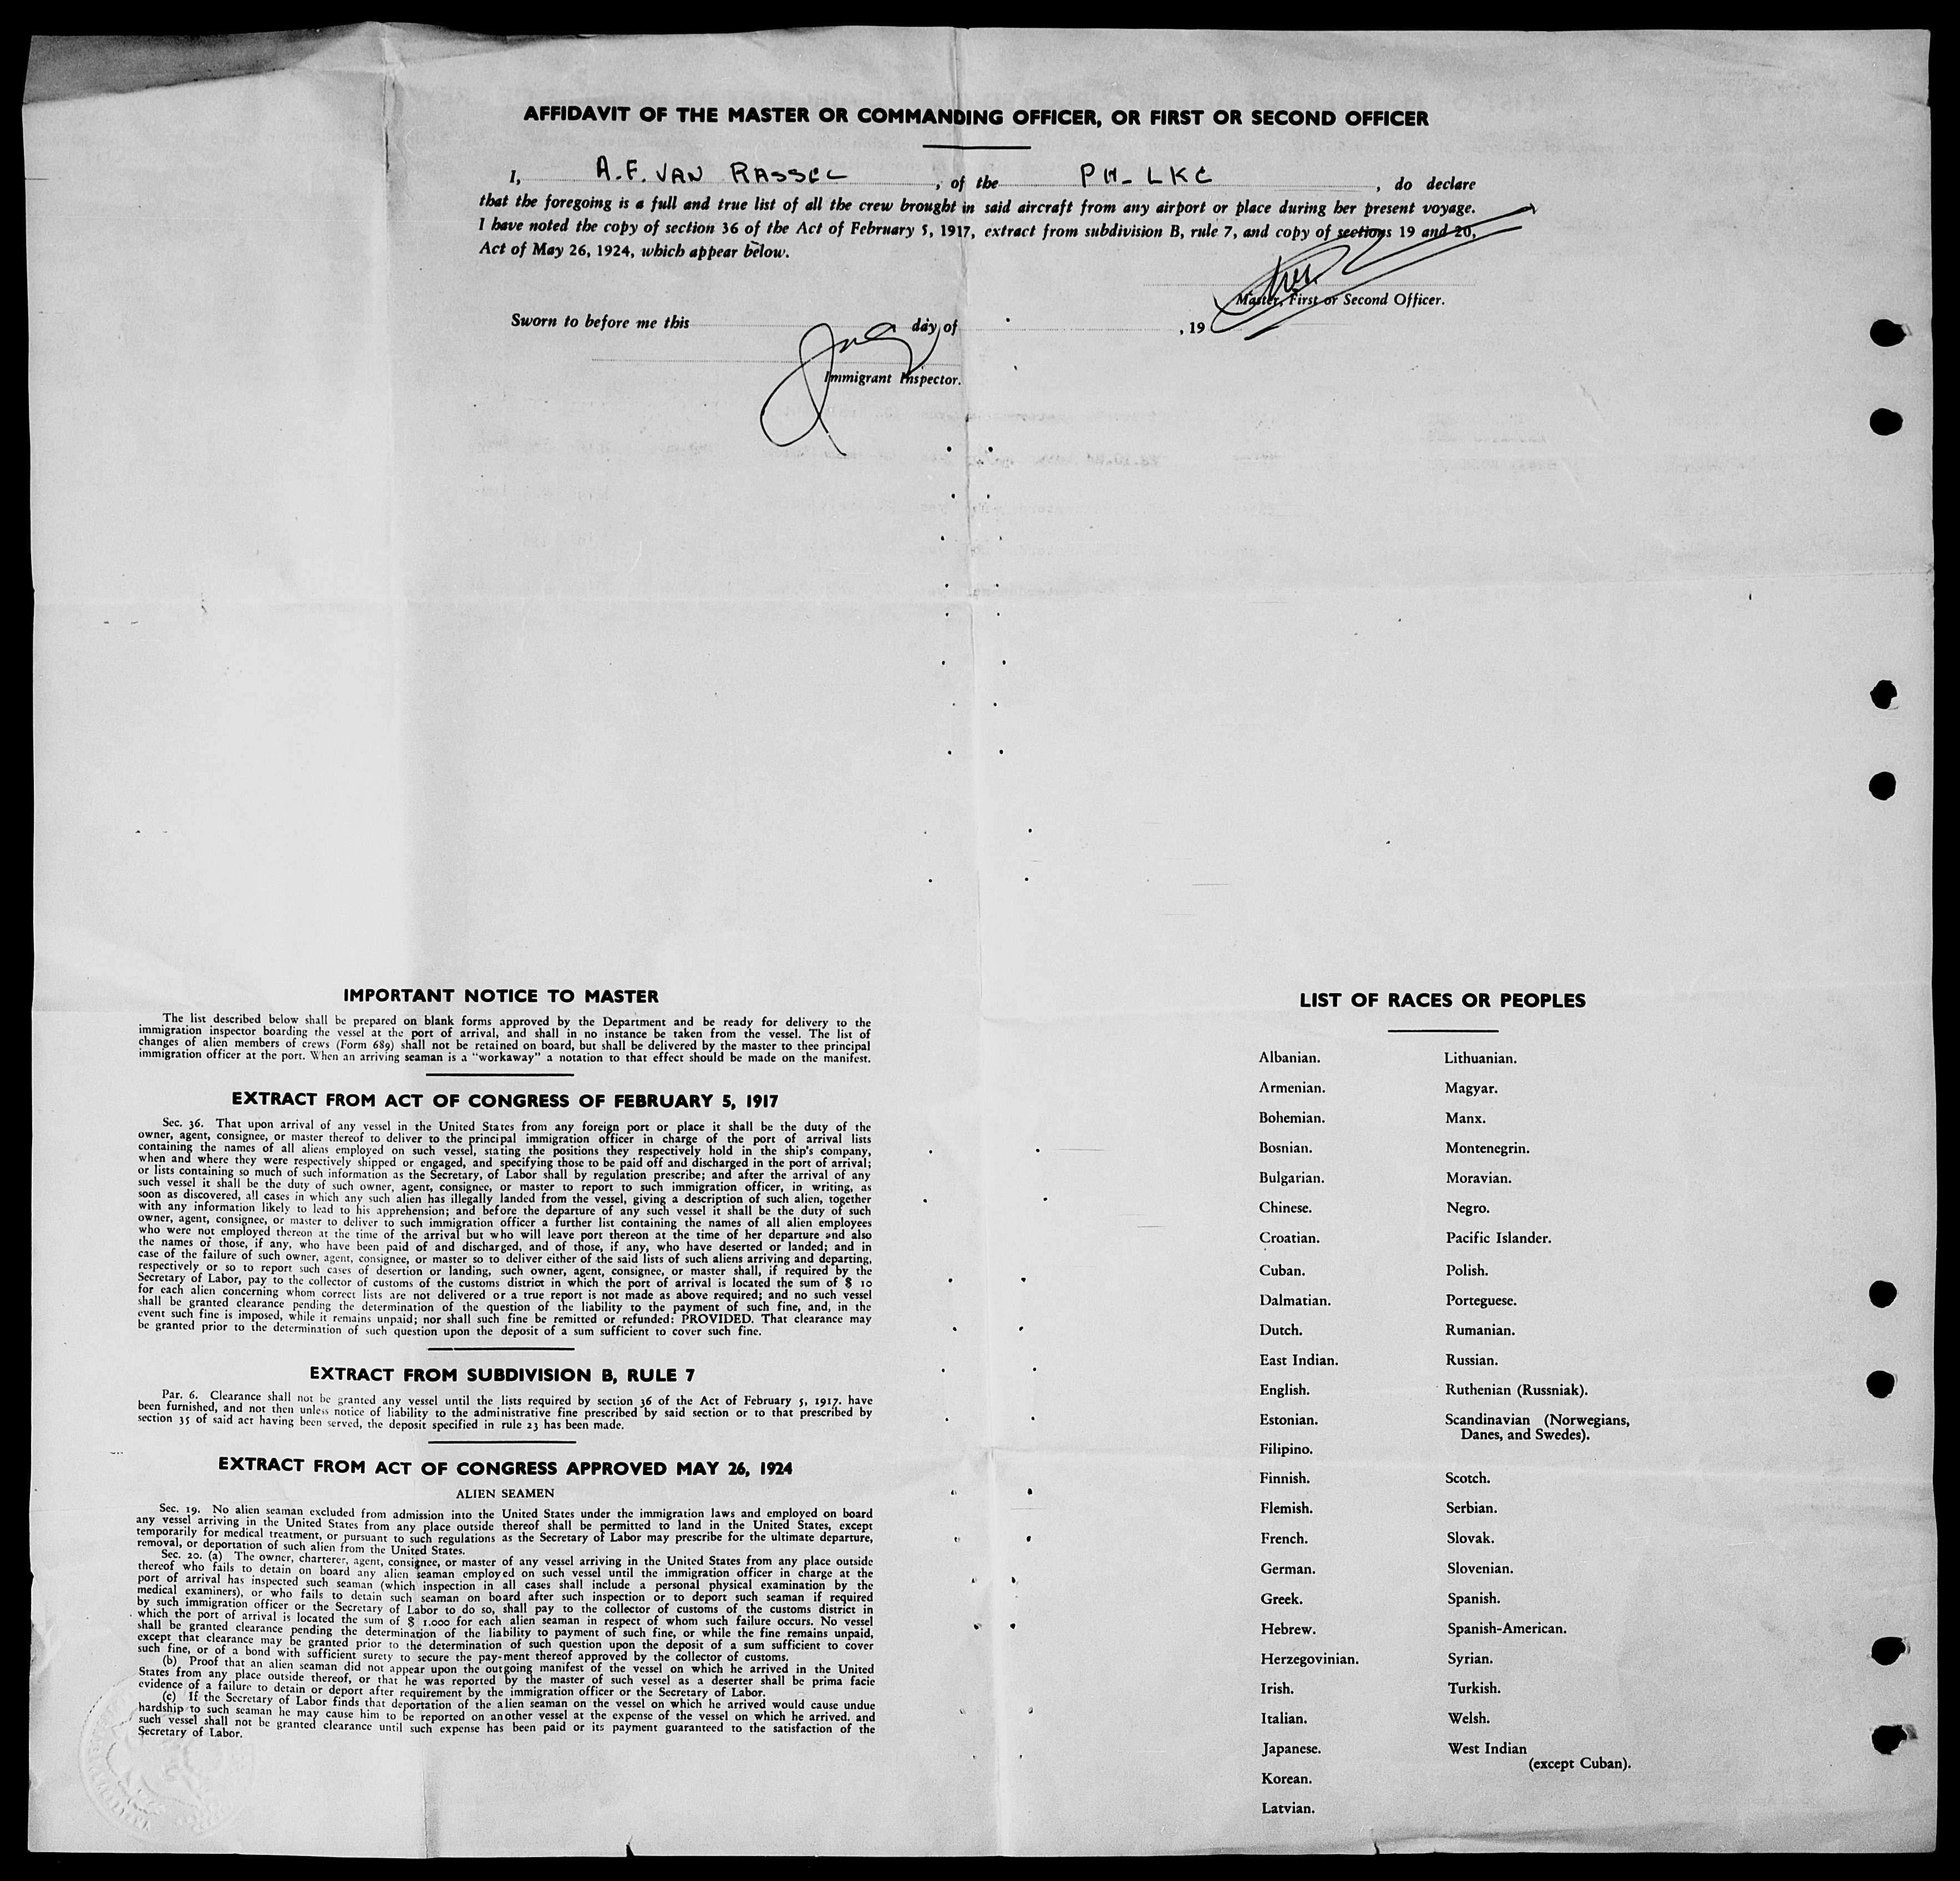 AFFIDAVIT OF THE MASTER OR COMMANDING OFFICER, OR FIRST OR SECOND OFFICER
I, A.F. VAN RASSEL, of the PH-LKC, do declare
that the foregoing is a full and true list of all the crew brought in said aircraft from any airport or place during her present voyage.
I have noted the copy of section 36 of the Act of February 5, 1917, extract from subdivision B, rule 7, and copy of sections 19 and 20,
Act of May 26, 1924, which appear below.
Master, First or Second Officer.
Sworn to before me this day of , 19
Immigrant Inspector.
IMPORTANT NOTICE TO MASTER
The list described below shall be prepared on blank forms approved by the Department and be ready for delivery to the
immigration inspector boarding the vessel at the port of arrival, and shall in no instance be taken from the vessel. The list of
changes of alien members of crews (Form 689) shall not be retained on board, but shall be delivered by the master to thee principal
immigration officer at the port. When an arriving seaman is a "workaway" a notation to that effect should be made on the manifest.
EXTRACT FROM ACT OF CONGRESS OF FEBRUARY 5, 1917
Sec. 36. That upon arrival of any vessel in the United States from any foreign port or place it shall be the duty of the
owner, agent, consignee, or master thereof to deliver to the principal immigration officer in charge of the port of arrival lists
containing the names of all aliens employed on such vessel, stating the positions they respectively hold in the ship's company,
when and where they were respectively shipped or engaged, and specifying those to be paid off and discharged in the port of arrival;
or lists containing so much of such information as the Secretary, of Labor shall by regulation prescribe; and after the arrival of any
such vessel it shall be the duty of such owner, agent, consignee, or master to report to such immigration officer, in writing, as
soon as discovered, all cases in which any such alien has illegally landed from the vessel, giving a description of such alien, together
with any information likely to lead to his apprehension; and before the departure of any such vessel it shall be the duty of such
owner, agent, consignee, or master to deliver to such immigration officer a further list containing the names of all alien employees
who were not employed thereon at the time of the arrival but who will leave port thereon at the time of her departure and also
the names of those, if any, who have been paid of and discharged, and of those, if any, who have deserted or landed; and in
case of the failure of such owner, agent, consignee, or master so to deliver either of the said lists of such aliens arriving and departing,
respectively or so to report such cases of desertion or landing, such owner, agent, consignee, or master shall, if required by the
Secretary of Labor, pay to the collector of customs of the customs district in which the port of arrival is located the sum of $ 10
for each alien concerning whom correct lists are not delivered or a true report is not made as above required; and no such vessel
shall be granted clearance pending the determination of the question of the liability to the payment of such fine, and, in the
event such fine is imposed, while it remains unpaid; nor shall such fine be remitted or refunded: PROVIDED. That clearance may
be granted prior to the determination of such question upon the deposit of a sum sufficient to cover such fine.
EXTRACT FROM SUBDIVISION B, RULE 7
Par. 6. Clearance shall not be granted any vessel until the lists required by section 36 of the Act of February 5, 1917. have
been furnished, and not then unless notice of liability to the administrative fine prescribed by said section or to that prescribed by
section 35 of said act having been served, the deposit specified in rule 23 has been made.
EXTRACT FROM ACT OF CONGRESS APPROVED MAY 26, 1924
ALIEN SEAMEN
Sec. 19. No alien seaman excluded from admission into the United States under the immigration laws and employed on board
any vessel arriving in the United States from any place outside thereof shall be permitted to land in the United States, except
temporarily for medical treatment, or pursuant to such regulations as the Secretary of Labor may prescribe for the ultimate departure,
removal, or deportation of such alien from the United States.
Sec. 20. (a) The owner, charterer, agent, consignee, or master of any vessel arriving in the United States from any place outside
thereof who fails to detain on board any alien seaman employed on such vessel until the immigration officer in charge at the
port of arrival has inspected such seaman (which inspection in all cases shall include a personal physical examination by the
medical examiners), or who fails to detain such seaman on board after such inspection or to deport such seaman if required
by such immigration officer or the Secretary of Labor to do so, shall pay to the collector of customs of the customs district in
which the port of arrival is located the sum of $ 1.000 for each alien seaman in respect of whom such failure occurs. No vessel
shall be granted clearance pending the determination of the liability to payment of such fine, or while the fine remains unpaid,
except that clearance may be granted prior to the determination of such question upon the deposit of a sum sufficient to cover
such fine, or of a bond with sufficient surety to secure the pay-ment thereof approved by the collector of customs.
(b) Proof that an alien seaman did not appear upon the outgoing manifest of the vessel on which he arrived in the United
States from any place outside thereof, or that he was reported by the master of such vessel as a deserter shall be prima facie
evidence of a failure to detain or deport after requirement by the immigration officer or the Secretary of Labor.
(c) If the Secretary of Labor finds that deportation of the alien seaman on the vessel on which he arrived would cause undue
hardship to such seaman he may cause him to be reported on another vessel at the expense of the vessel on which he arrived. and
such vessel shall not be granted clearance until such expense has been paid or its payment guaranteed to the satisfaction of the
Secretary of Labor.
LIST OF RACES OR PEOPLES
Albanian.
Armenian.
Bohemian.
Bosnian.
Bulgarian.
Chinese.
Croatian.
Cuban.
Dalmatian.
Dutch.
East Indian.
English.
Estonian.
Filipino.
Finnish.
Flemish.
French.
German.
Greek.
Hebrew.
Herzegovinian.
Irish.
Italian.
Japanese.
Korean.
Latvian.
Lithuanian.
Magyar.
Manx.
Montenegrin.
Moravian.
Negro.
Pacific Islander.
Polish.
Porteguese.
Rumanian.
Russian.
Ruthenian (Russniak).
Scandinavian (Norwegians,
Danes, and Swedes).
Scotch.
Serbian.
Slovak.
Slovenian.
Spanish.
Spanish-American.
Syrian.
Turkish.
Welsh.
West Indian
(except Cuban).